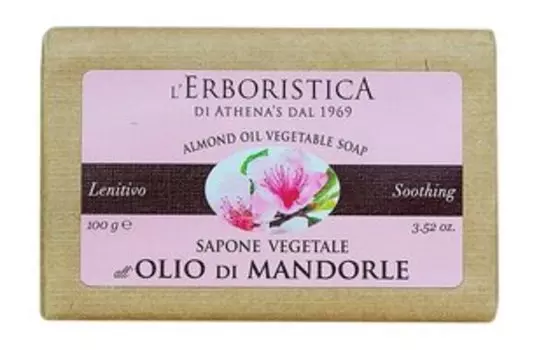 L'ERBORISTICA
DI ATHENA'S DAL 1969
ALMOND OIL VEGETABLE SOAP
Lenitivo Soothing
100 g ℮ 3.52 oz.
SAPONE VEGETALE
all'OLIO DI MANDORLE